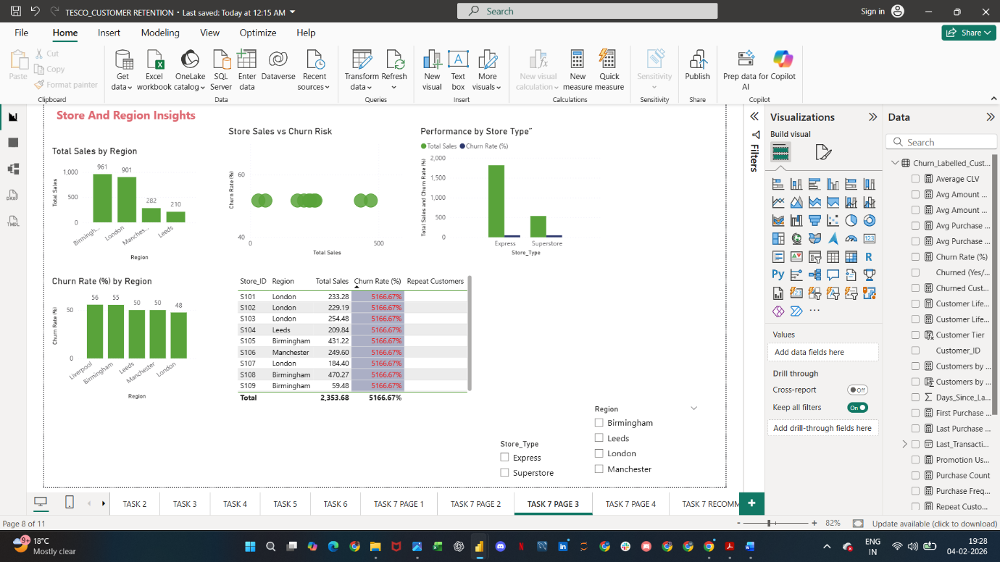 TESCO_CUSTOMER RETENTION • Last saved: Today at 12:15 AM
Search
Sign in
File Home Insert Modeling View Optimize Help
Share
Paste
Cut
Copy
Format painter
Clipboard
Get data
Excel workbook
OneLake catalog
SQL Server
Enter data
Dataverse
Recent sources
Data
Transform data
Refresh
Queries
New visual
Text box
More visuals
Insert
New visual calculation
New measure
Quick measure
Calculations
Sensitivity
Sensitivity
Publish
Share
Prep data for AI
Copilot
Copilot
Store And Region Insights
Total Sales by Region
Total Sales
1,000
500
0
961
901
282
210
Birmingh...
London
Manches...
Leeds
Region
Store Sales vs Churn Risk
Churn Rate (%)
60
40
0
500
Total Sales
Performance by Store Type”
Total Sales Churn Rate (%)
Total Sales and Churn Rate (%)
2,000
1,500
1,000
500
0
Express
Superstore
Store_Type
Churn Rate (%) by Region
Churn Rate (%)
50
0
56
55
50
50
48
Liverpool
Birmingham
Leeds
Manchester
London
Region
Store_ID Region Total Sales Churn Rate (%) Repeat Customers
S101 London 233.28 5166.67%
S102 London 229.19 5166.67%
S103 London 254.48 5166.67%
S104 Leeds 209.84 5166.67%
S105 Birmingham 431.22 5166.67%
S106 Manchester 249.60 5166.67%
S107 London 184.40 5166.67%
S108 Birmingham 470.27 5166.67%
S109 Birmingham 59.48 5166.67%
Total 2,353.68 5166.67%
Store_Type
Express
Superstore
Region
Birmingham
Leeds
London
Manchester
Filters
Visualizations
Build visual
Values
Add data fields here
Drill through
Cross-report
Off
Keep all filters
On
Add drill-through fields here
Data
Search
Churn_Labelled_Cust...
Average CLV
Avg Amount ...
Avg Amount ...
Avg Purchase ...
Avg Purchase ...
Churn Rate (%)
Churned (Yes/...
Churned Cust...
Customer Life...
Customer Life...
Customer Tier
Customer_ID
Customers by ...
Customers by ...
Days_Since_La...
First Purchase ...
Last Purchase ...
Last_Transacti...
Promotion Us...
Purchase Count
Purchase Freq...
Repeat Custo...
TASK 2
TASK 3
TASK 4
TASK 5
TASK 6
TASK 7 PAGE 1
TASK 7 PAGE 2
TASK 7 PAGE 3
TASK 7 PAGE 4
TASK 7 RECOMM
Page 8 of 11
- + 82%
Update available (click to download)
9+
18°C
Mostly clear
ENG
IN
19:28
04-02-2026